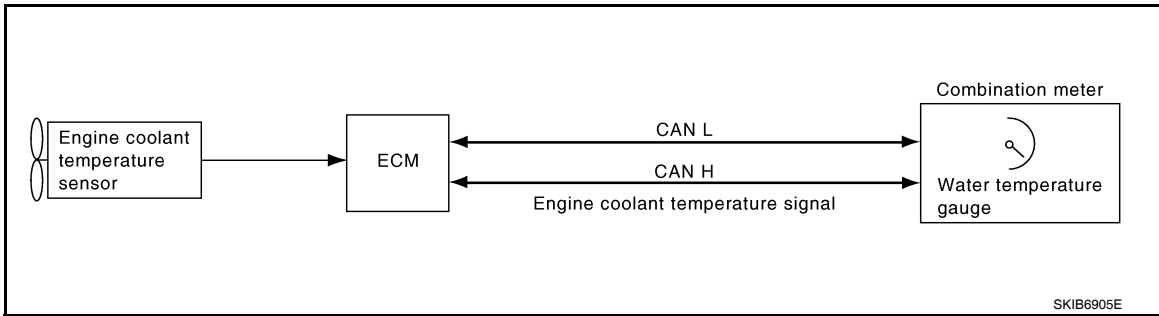 Combination meter
Engine coolant
temperature
sensor
ECM
CAN L
CAN H
Engine coolant temperature signal
Water temperature
gauge
SKIB6905E